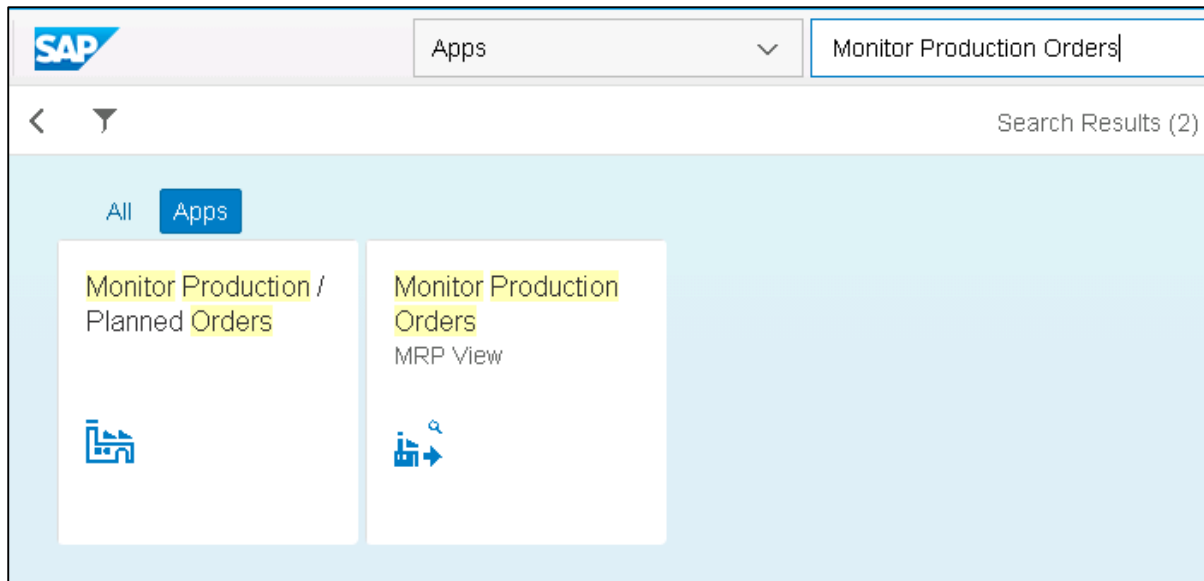 SAP
Apps
Monitor Production Orders
Search Results (2)
All
Apps
Monitor Production /
Planned Orders
Monitor Production
Orders
MRP View